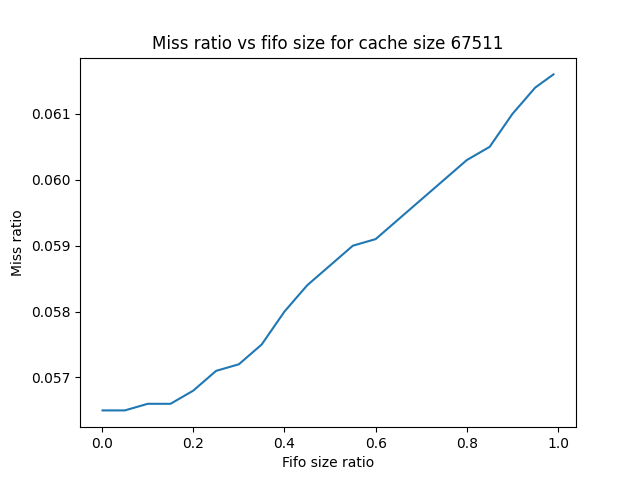 Miss ratio vs fifo size for cache size 67511
0.061
0.060
0.059
0.058
0.057
Miss ratio
0.0 0.2 0.4 0.6 0.8 1.0
Fifo size ratio